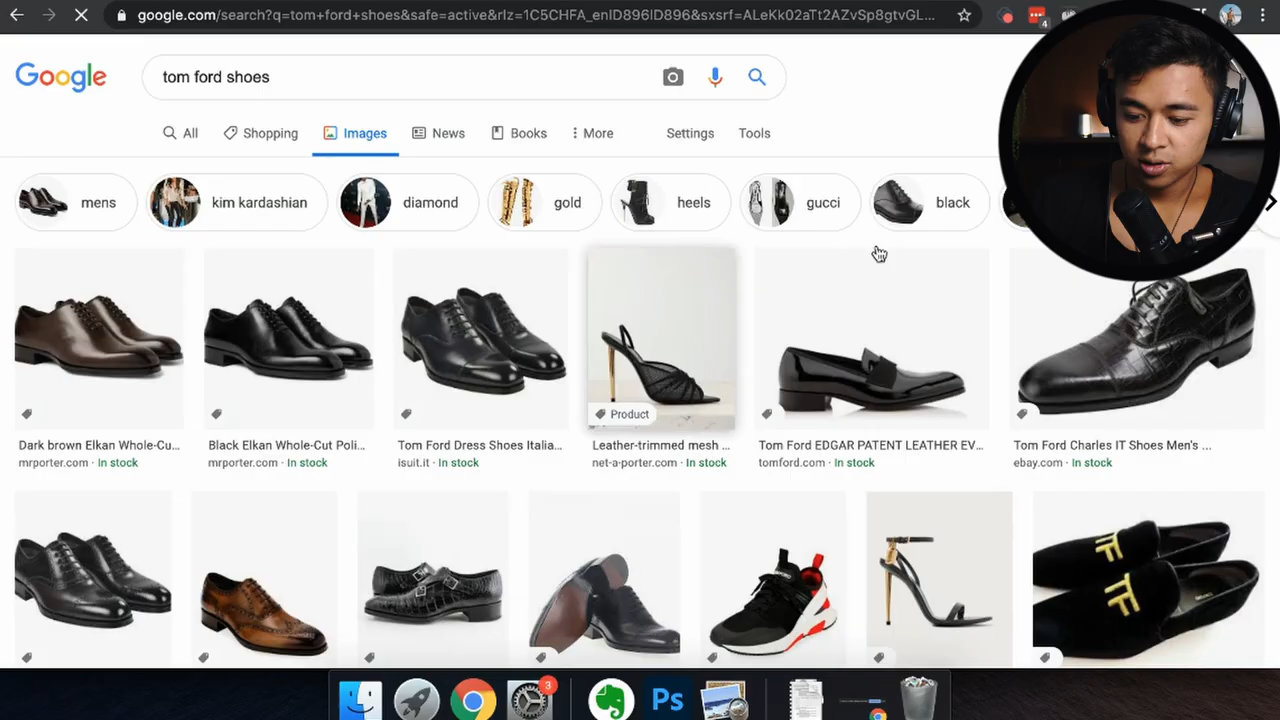 google.com/search?q=tom+ford+shoes&safe=active&rlz=1C5CHFA_enID896ID896&sxsrf=ALeKk02aTt2AZvSp8gtvGL...
4
Google
tom ford shoes
All
Shopping
Images
News
Books
More
Settings
Tools
mens
kim kardashian
diamond
gold
heels
gucci
black
Product
Dark brown Elkan Whole-Cu...
Black Elkan Whole-Cut Poli...
Tom Ford Dress Shoes Italia...
Leather-trimmed mesh ...
Tom Ford EDGAR PATENT LEATHER EV...
Tom Ford Charles IT Shoes Men's ...
mrporter.com · In stock
mrporter.com · In stock
isuit.it · In stock
net-a-porter.com · In stock
tomford.com · In stock
ebay.com · In stock
TF
TF
3
Ps